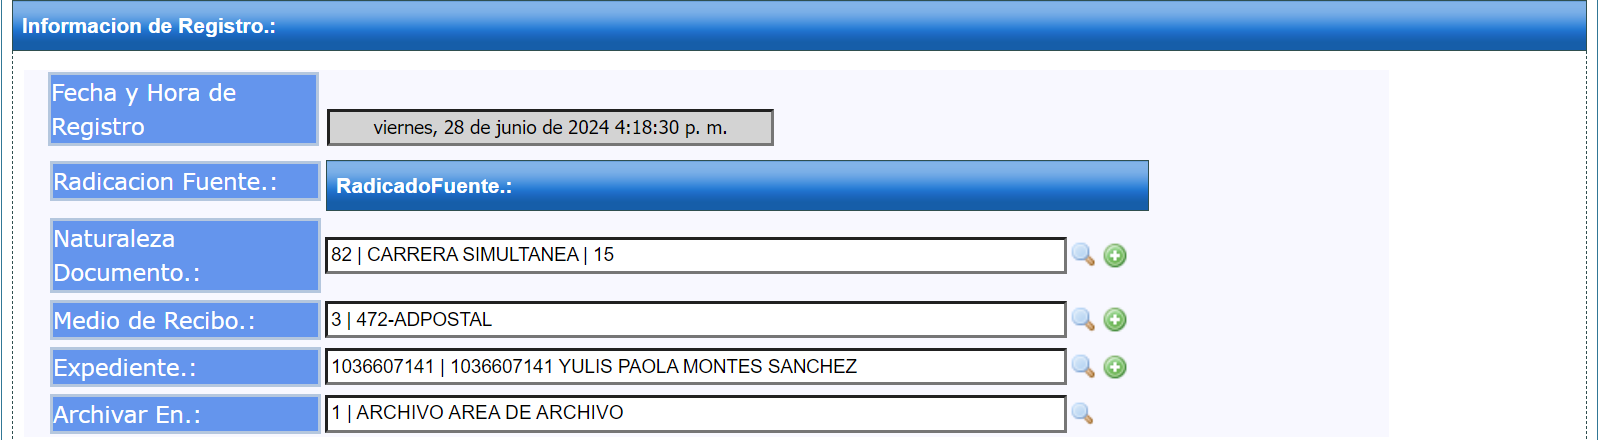 Informacion de Registro.:
Fecha y Hora de
Registro
viernes, 28 de junio de 2024 4:18:30 p. m.
Radicacion Fuente.:
RadicadoFuente.:
Naturaleza
Documento.:
82 | CARRERA SIMULTANEA | 15
Medio de Recibo.:
3 | 472-ADPOSTAL
Expediente.:
1036607141 | 1036607141 YULIS PAOLA MONTES SANCHEZ
Archivar En.:
1 | ARCHIVO AREA DE ARCHIVO